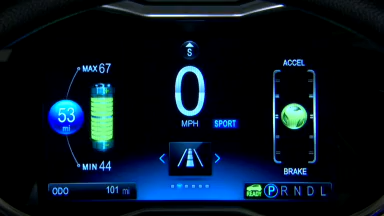 S
MAX 67
ACCEL
0
53
mi
MPH SPORT
MIN 44
BRAKE
ODO 101 mi
READY P R N D L